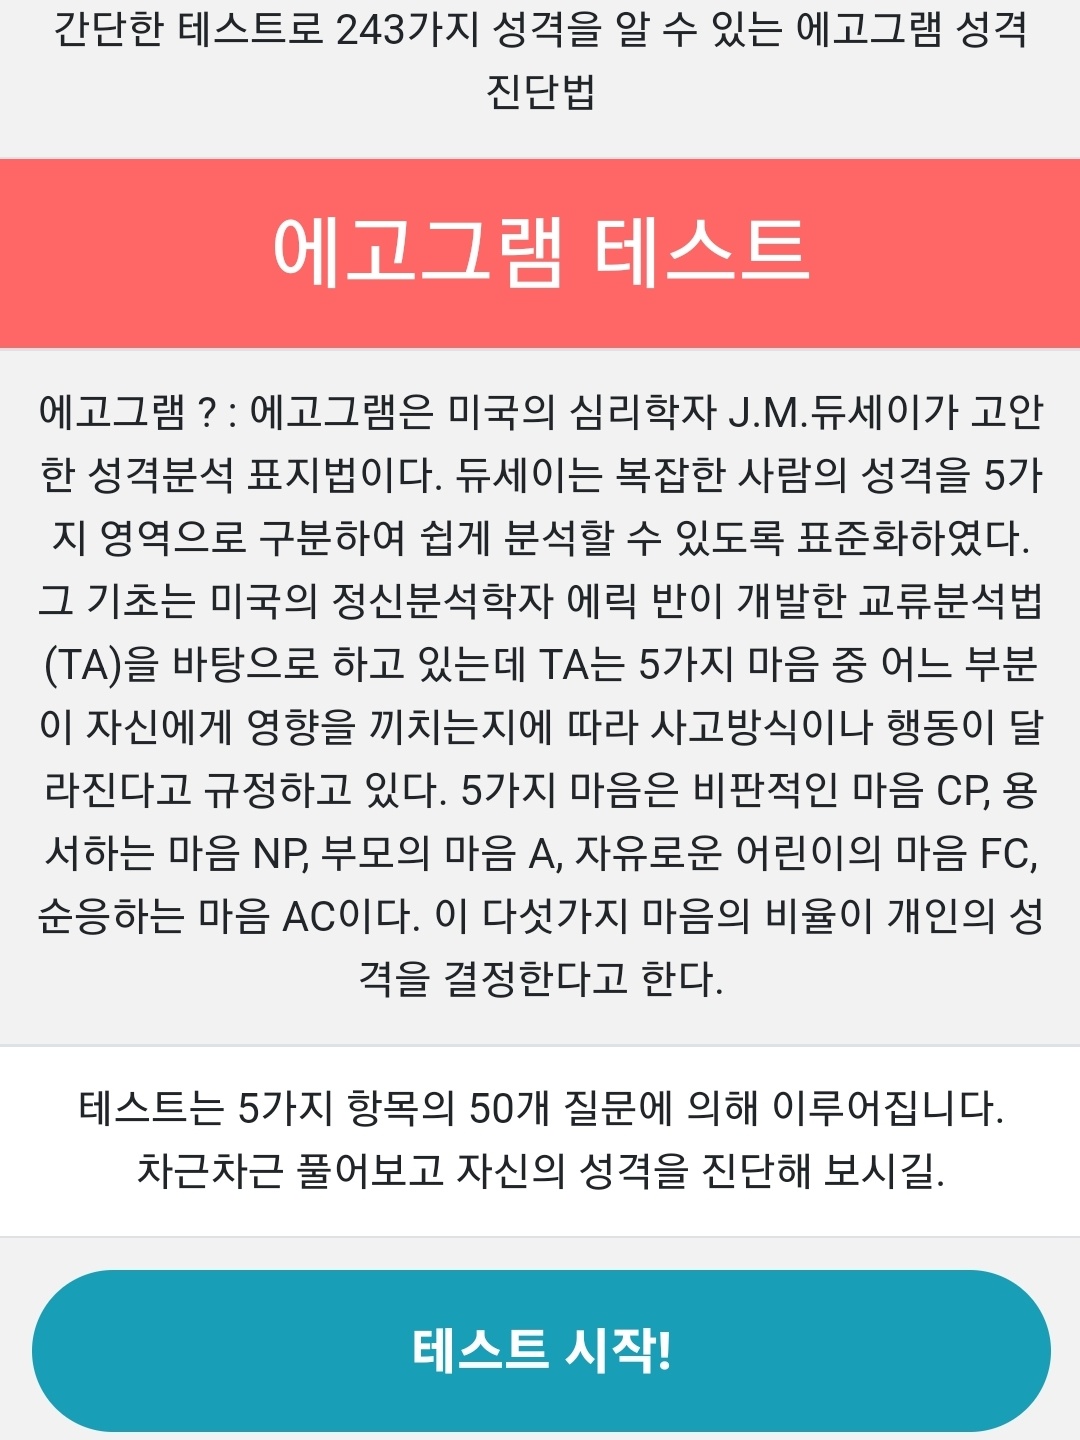 간단한 테스트로 243가지 성격을 알 수 있는 에고그램 성격
진단법
에고그램 테스트
에고그램 ? : 에고그램은 미국의 심리학자 J.M.듀세이가 고안
한 성격분석 표지법이다. 듀세이는 복잡한 사람의 성격을 5가
지 영역으로 구분하여 쉽게 분석할 수 있도록 표준화하였다.
그 기초는 미국의 정신분석학자 에릭 반이 개발한 교류분석법
(TA)을 바탕으로 하고 있는데 TA는 5가지 마음 중 어느 부분
이 자신에게 영향을 끼치는지에 따라 사고방식이나 행동이 달
라진다고 규정하고 있다. 5가지 마음은 비판적인 마음 CP, 용
서하는 마음 NP, 부모의 마음 A, 자유로운 어린이의 마음 FC,
순응하는 마음 AC이다. 이 다섯가지 마음의 비율이 개인의 성
격을 결정한다고 한다.
테스트는 5가지 항목의 50개 질문에 의해 이루어집니다.
차근차근 풀어보고 자신의 성격을 진단해 보시길.
테스트 시작!